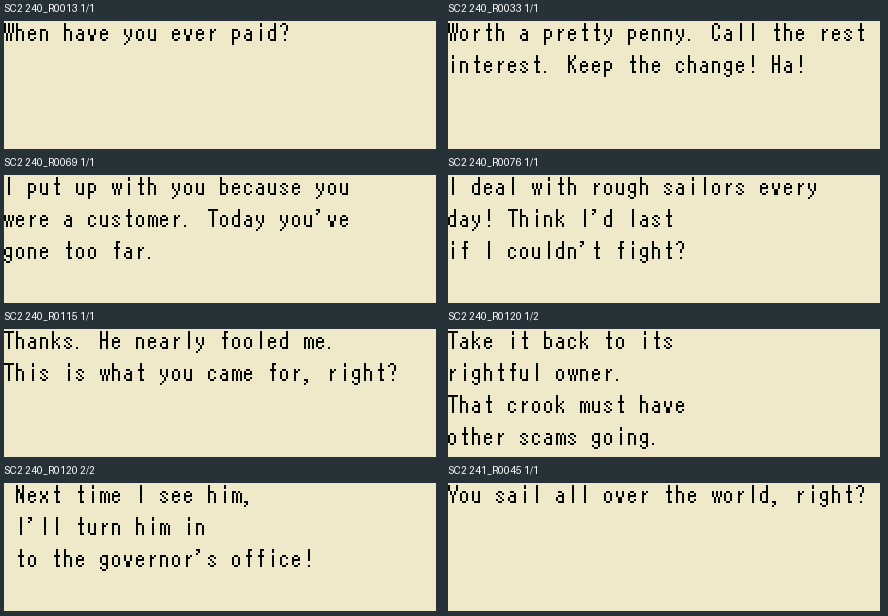 SC2 240_R0013 1/1
When have you ever paid?
SC2 240_R0033 1/1
Worth a pretty penny. Call the rest
interest. Keep the change! Ha!
SC2 240_R0069 1/1
I put up with you because you
were a customer. Today you've
gone too far.
SC2 240_R0076 1/1
I deal with rough sailors every
day! Think I'd last
if I couldn't fight?
SC2 240_R0115 1/1
Thanks. He nearly fooled me.
This is what you came for, right?
SC2 240_R0120 1/2
Take it back to its
rightful owner.
That crook must have
other scams going.
SC2 240_R0120 2/2
Next time I see him,
I'll turn him in
to the governor's office!
SC2 241_R0045 1/1
You sail all over the world, right?